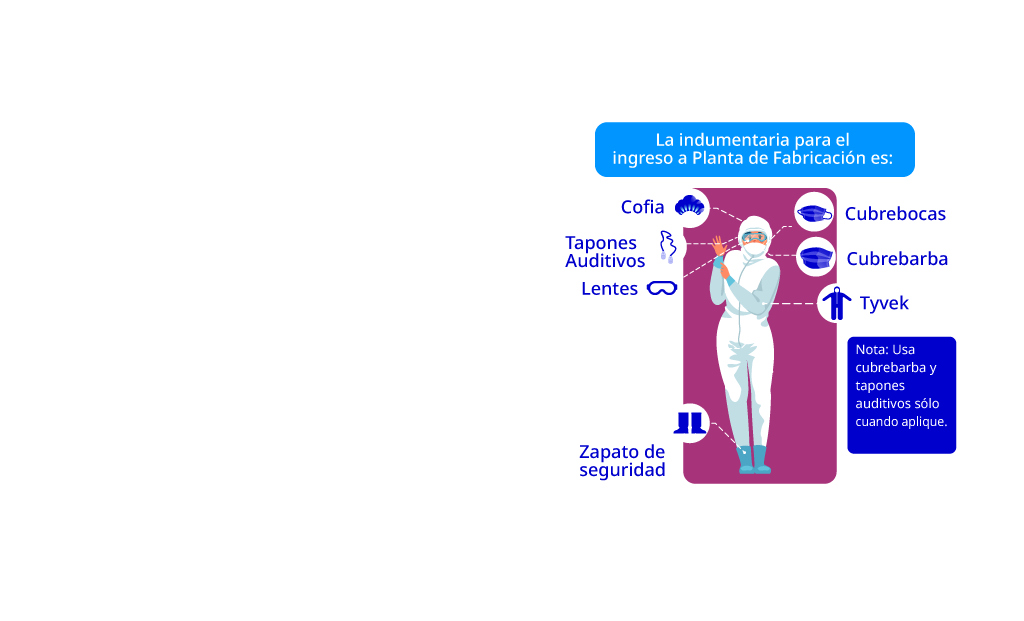 La indumentaria para el
ingreso a Planta de Fabricación es:
Cofia
Tapones
Auditivos
Lentes
Zapato de
seguridad
Cubrebocas
Cubrebarba
Tyvek
Nota: Usa
cubrebarba y
tapones
auditivos sólo
cuando aplique.